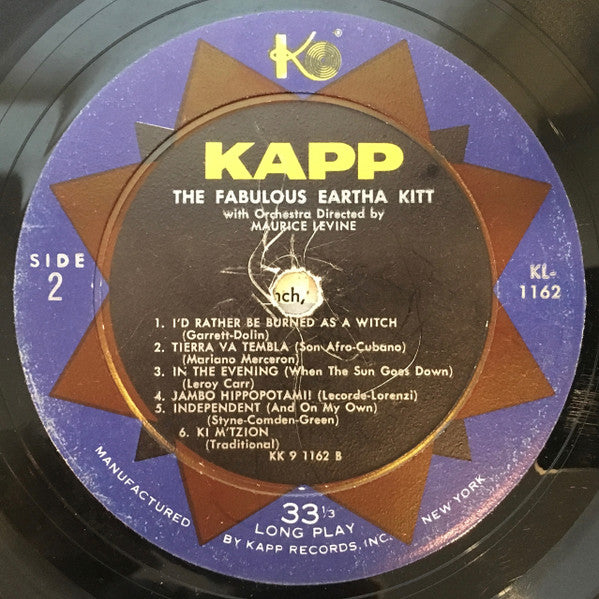 K
®
KAPP
THE FABULOUS EARTHA KITT
with Orchestra Directed by
MAURICE LEVINE
SIDE
2
KL-
1162
nch,
1. I'D RATHER BE BURNED AS A WITCH
(Garrett-Dolin)
2. TIERRA VA TEMBLA (Son Afro-Cubano)
(Mariano Merceron)
3. IN THE EVENING (When The Sun Goes Down)
(Leroy Carr)
4. JAMBO HIPPOPOTAMI! (Lecorde-Lorenzi)
5. INDEPENDENT (And On My Own)
(Styne-Comden-Green)
6. KI M'TZION
(Traditional)
KK 9 1162 B
33 1/3
LONG PLAY
MANUFACTURED BY KAPP RECORDS, INC. NEW YORK